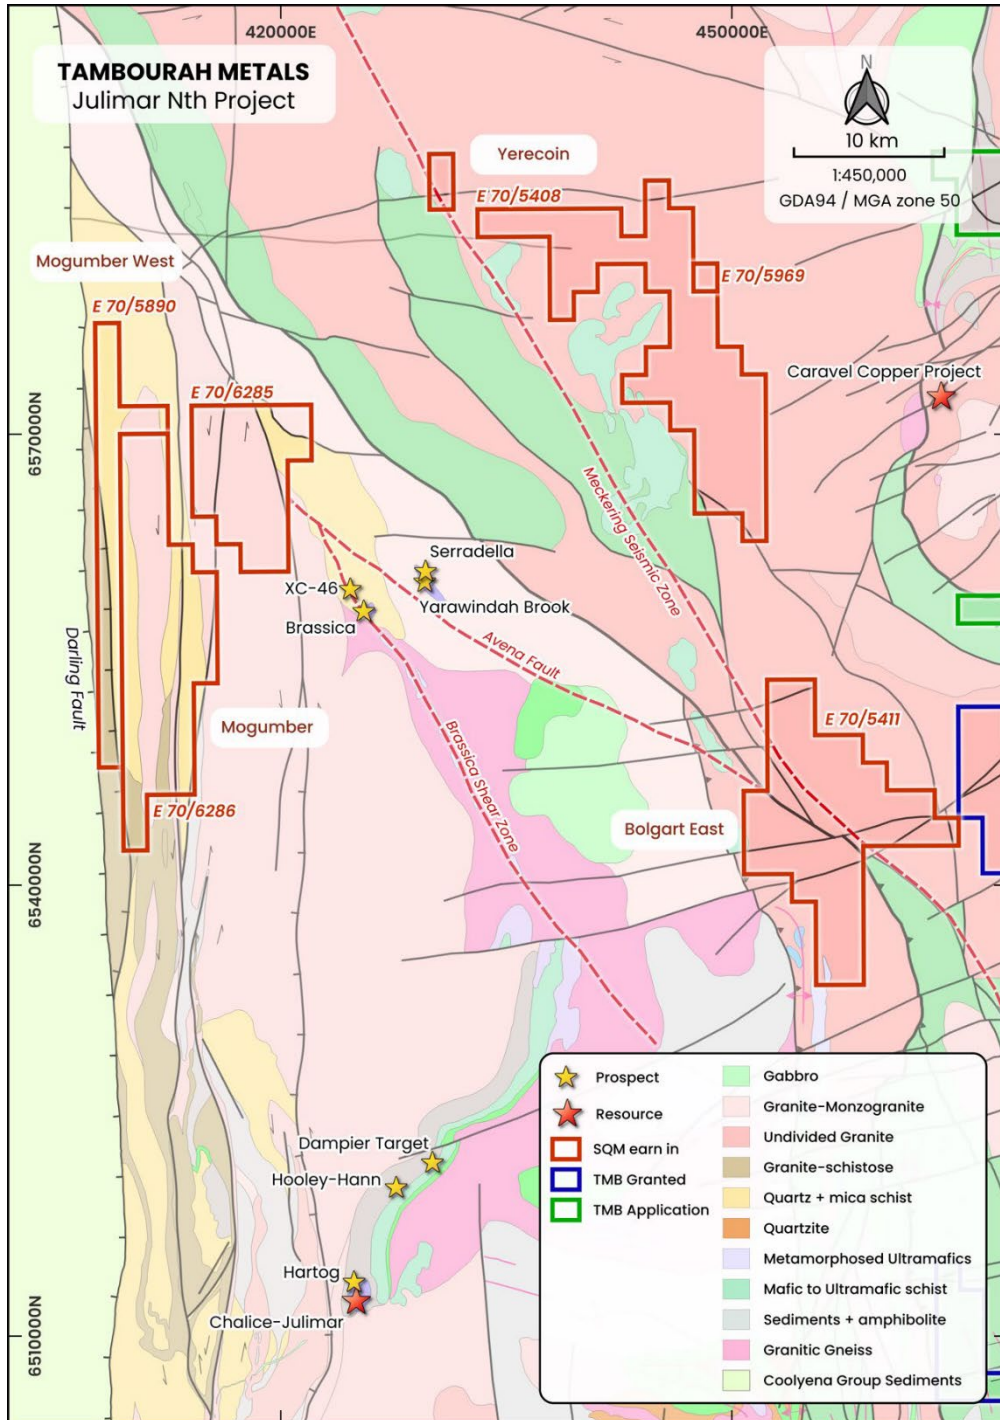 420000E
450000E
TAMBOURAH METALS
Julimar Nth Project
N
10 km
1:450,000
GDA94 / MGA zone 50
Yerecoin
E 70/5408
Mogumber West
E 70/5969
E 70/5890
Caravel Copper Project
E 70/6285
6570000N
Meckering Seismic Zone
Serradella
XC-46
Yarawindah Brook
Brassica
Avena Fault
Darling Fault
E 70/5411
Mogumber
Brassica Shear Zone
E 70/6286
Bolgart East
6540000N
Prospect
Resource
SQM earn in
TMB Granted
TMB Application
Gabbro
Granite-Monzogranite
Undivided Granite
Granite-schistose
Quartz + mica schist
Quartzite
Metamorphosed Ultramafics
Mafic to Ultramafic schist
Sediments + amphibolite
Granitic Gneiss
Coolyena Group Sediments
Dampier Target
Hooley-Hann
Hartog
Chalice-Julimar
6510000N